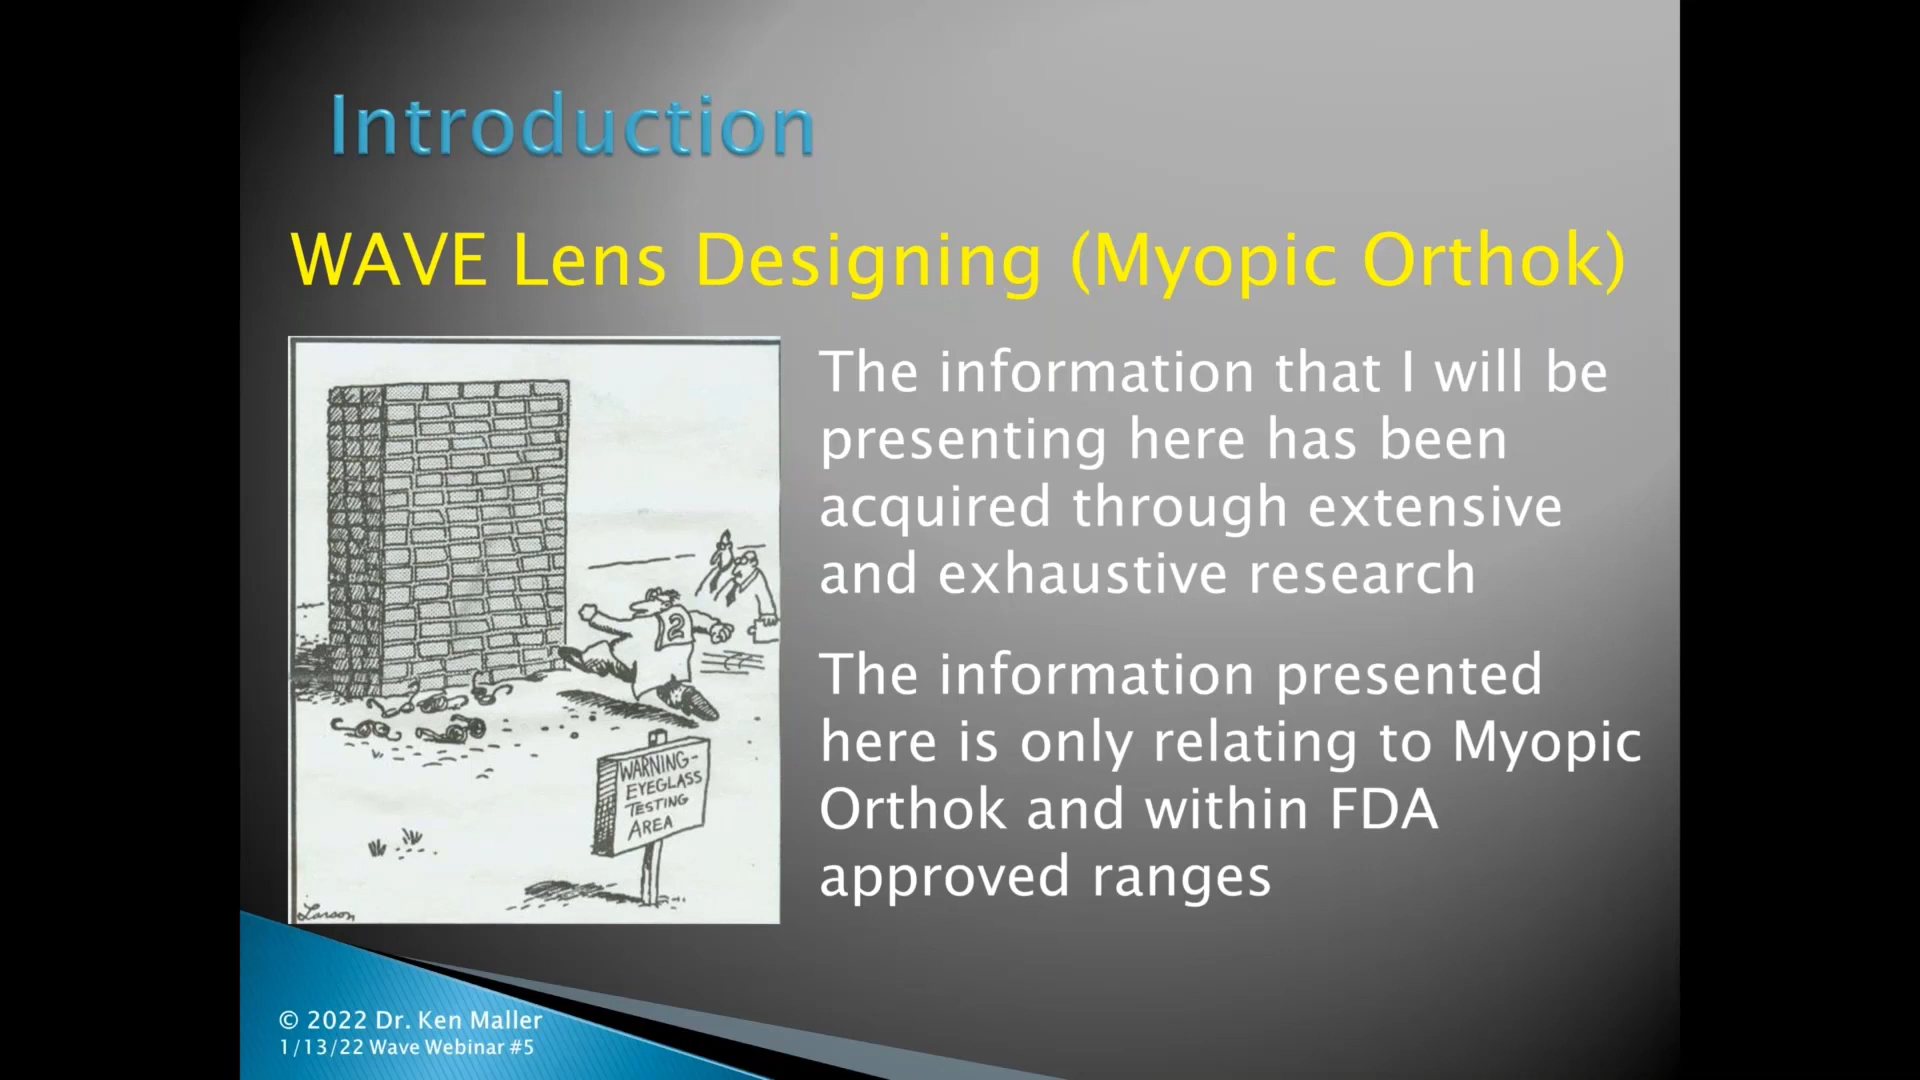 Introduction
WAVE Lens Designing (Myopic Orthok)
The information that I will be
presenting here has been
acquired through extensive
and exhaustive research
The information presented
here is only relating to Myopic
Orthok and within FDA
approved ranges
2
WARNING-
EYEGLASS
TESTING
AREA
Larson
© 2022 Dr. Ken Maller
1/13/22 Wave Webinar #5